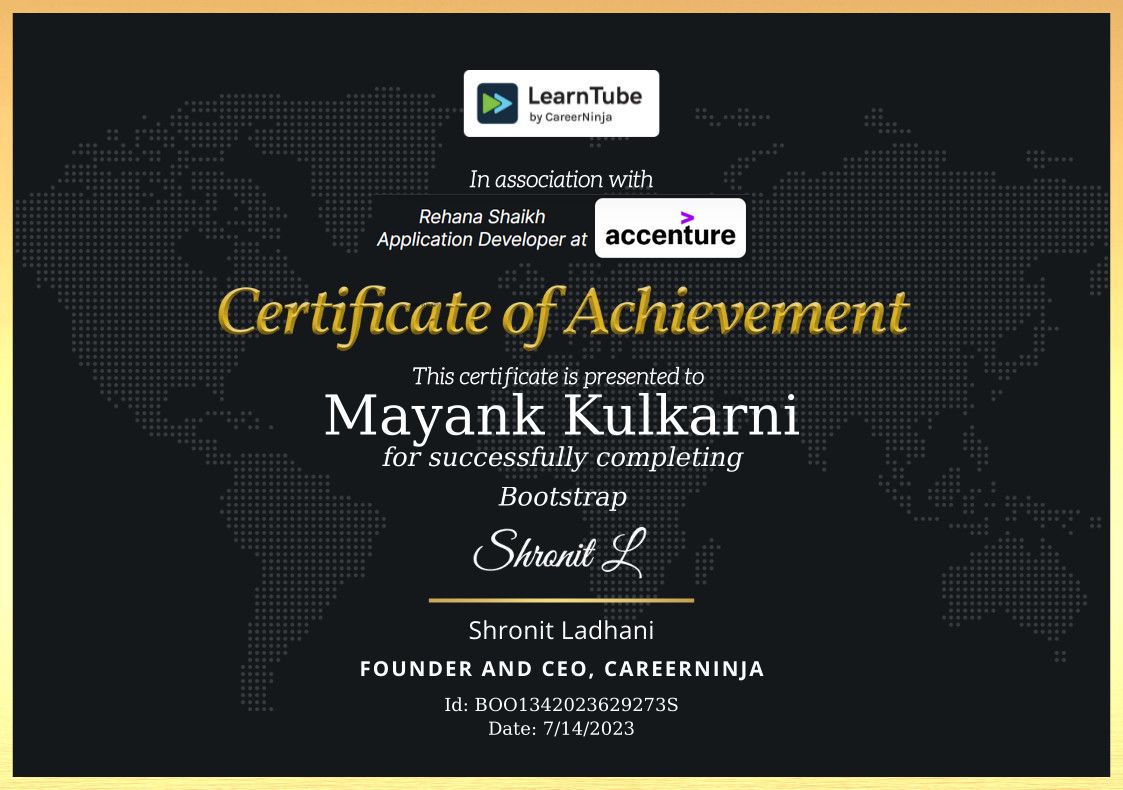 LearnTube
by CareerNinja
In association with
Rehana Shaikh
Application Developer at
accenture
Certificate of Achievement
This certificate is presented to
Mayank Kulkarni
for successfully completing
Bootstrap
Shronit L
Shronit Ladhani
FOUNDER AND CEO, CAREERNINJA
Id: BOO1342023629273S
Date: 7/14/2023